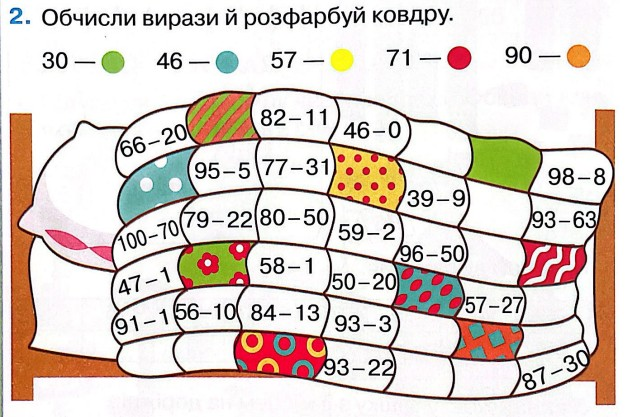 2. Обчисли вирази й розфарбуй ковдру.
30 — 46 — 57 — 71 — 90 —
66–20 82–11 46–0
95–5 77–31 39–9 98–8
100–70 79–22 80–50 59–2 93–63
47–1 58–1 50–20 96–50
91–1 56–10 84–13 93–3 57–27
93–22 87–30